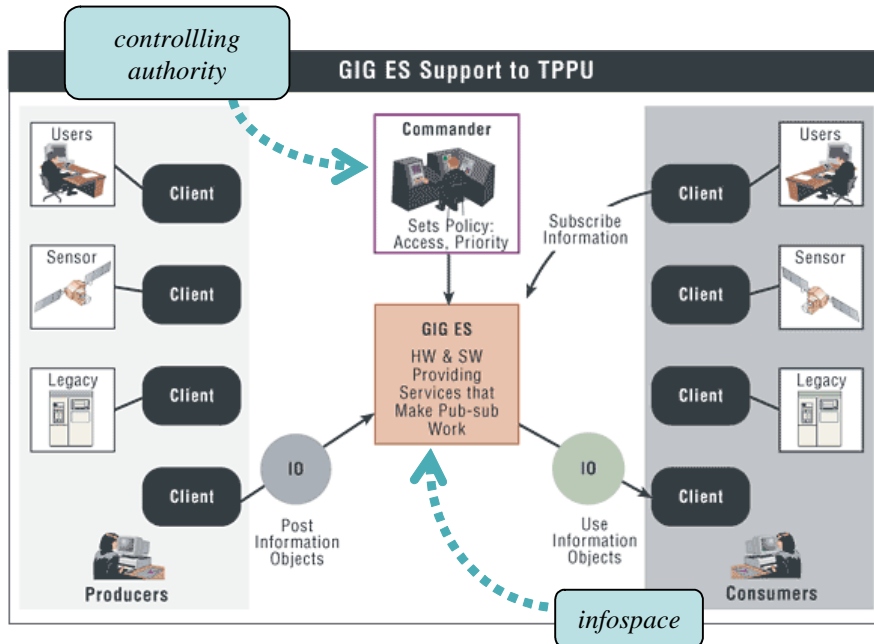 controllling
authority
GIG ES Support to TPPU
Users
Client
Sensor
Client
Legacy
Client
Client
Producers
Commander
Sets Policy:
Access, Priority
GIG ES
HW & SW
Providing
Services that
Make Pub-sub
Work
IO
Post
Information
Objects
Subscribe
Information
IO
Use
Information
Objects
Users
Client
Sensor
Client
Legacy
Client
Client
Consumers
infospace